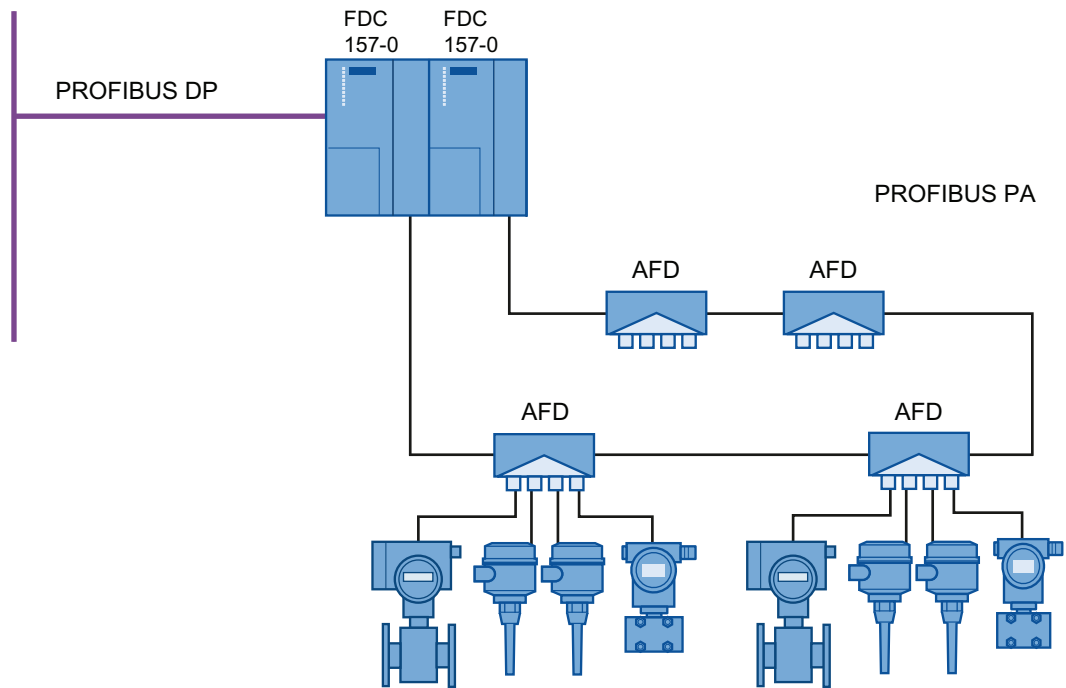 FDC
157-0
FDC
157-0
PROFIBUS DP
PROFIBUS PA
AFD
AFD
AFD
AFD